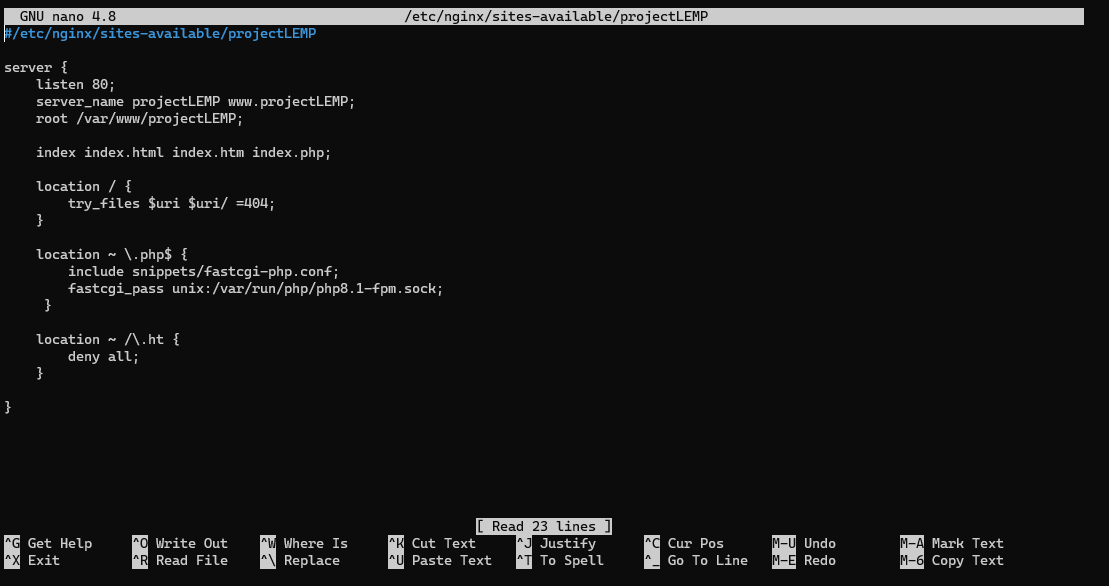 GNU nano 4.8 /etc/nginx/sites-available/projectLEMP
#/etc/nginx/sites-available/projectLEMP
server {
    listen 80;
    server_name projectLEMP www.projectLEMP;
    root /var/www/projectLEMP;
    index index.html index.htm index.php;
    location / {
        try_files $uri $uri/ =404;
    }
    location ~ \.php$ {
        include snippets/fastcgi-php.conf;
        fastcgi_pass unix:/var/run/php/php8.1-fpm.sock;
     }
    location ~ /\.ht {
        deny all;
    }
}
[ Read 23 lines ]
^G Get Help ^O Write Out ^W Where Is ^K Cut Text ^J Justify ^C Cur Pos M-U Undo M-A Mark Text
^X Exit ^R Read File ^\ Replace ^U Paste Text ^T To Spell ^_ Go To Line M-E Redo M-6 Copy Text